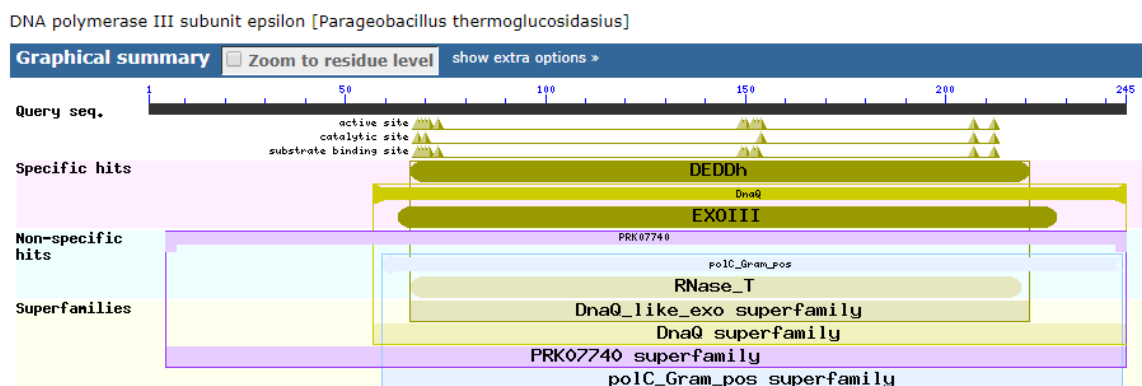 DNA polymerase III subunit epsilon [Parageobacillus thermoglucosidasius]
Graphical summary Zoom to residue level show extra options »
1 50 100 150 200 245
Query seq.
active site
catalytic site
substrate binding site
Specific hits
DEDDh
DnaQ
EXOIII
Non-specific
hits
PRK07740
polC_Gram_pos
RNase_T
Superfamilies
DnaQ_like_exo superfamily
DnaQ superfamily
PRK07740 superfamily
polC_Gram_pos superfamily